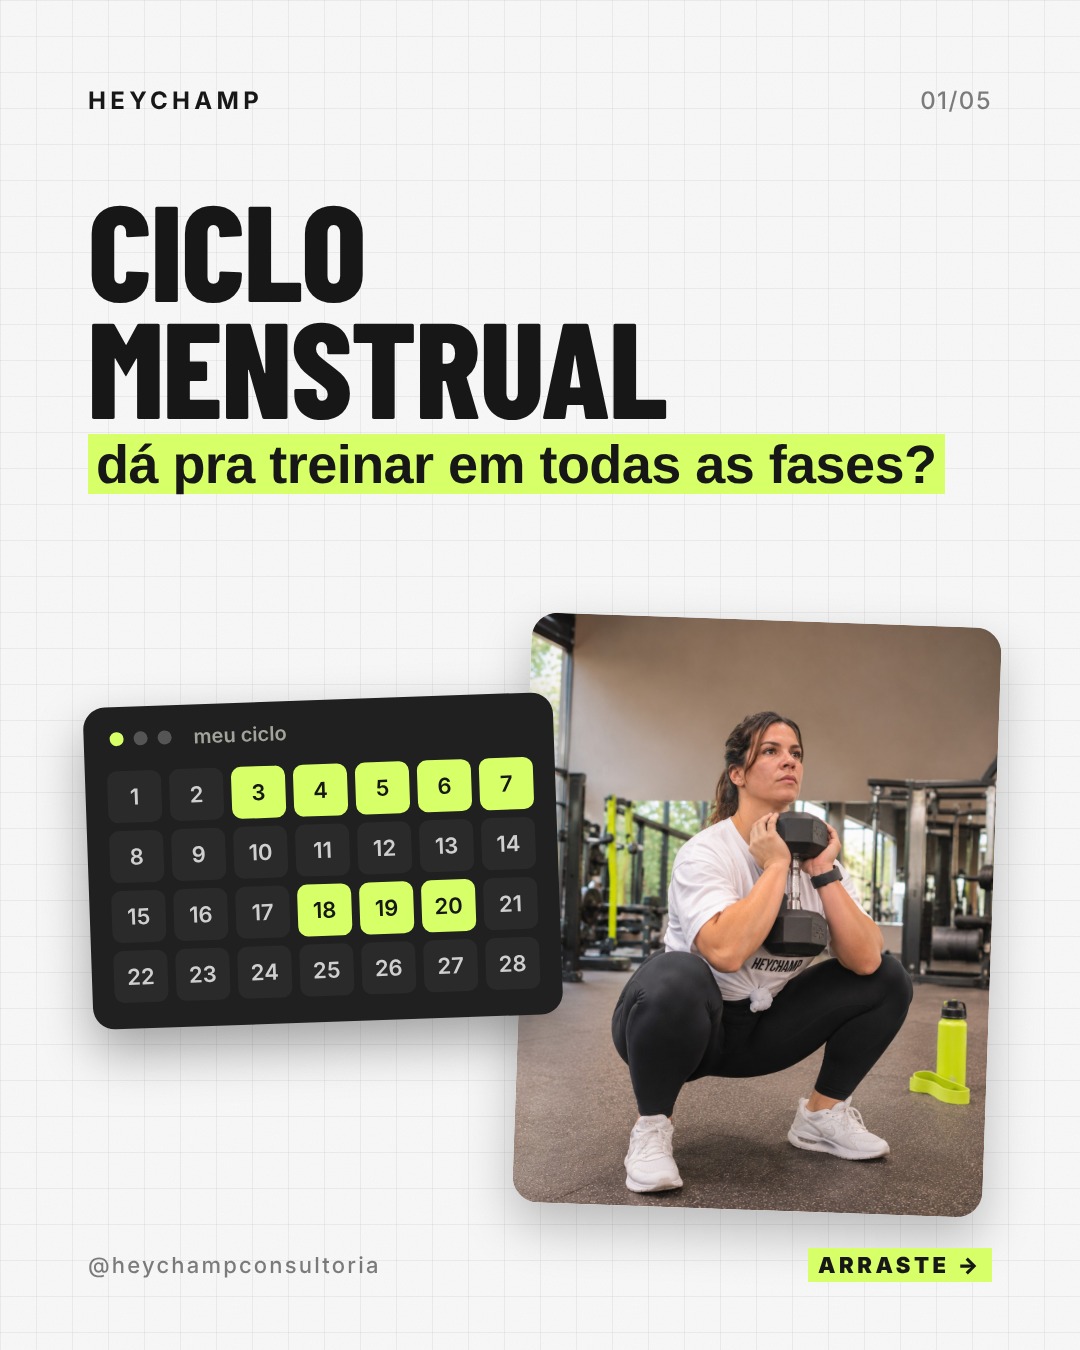 HEYCHAMP
01/05
CICLO
MENSTRUAL
dá pra treinar em todas as fases?
meu ciclo
1 2 3 4 5 6 7
8 9 10 11 12 13 14
15 16 17 18 19 20 21
22 23 24 25 26 27 28
HEYCHAMP
@heychampconsultoria
ARRASTE →